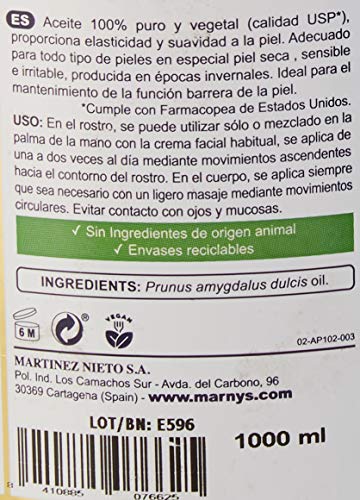 ES Aceite 100% puro y vegetal (calidad USP*),
proporciona elasticidad y suavidad a la piel. Adecuado
para todo tipo de pieles en especial piel seca , sensible
e irritable, producida en épocas invernales. Ideal para el
mantenimiento de la función barrera de la piel.
*Cumple con Farmacopea de Estados Unidos.
USO: En el rostro, se puede utilizar sólo o mezclado en la
palma de la mano con la crema facial habitual, se aplica de
una a dos veces al día mediante movimientos ascendentes
hacia el contorno del rostro. En el cuerpo, se aplica siempre
que sea necesario con un ligero masaje mediante movimientos
circulares. Evitar contacto con ojos y mucosas.
✓ Sin Ingredientes de origen animal
✓ Envases reciclables
INGREDIENTS: Prunus amygdalus dulcis oil.
6 M
VEGAN
02-AP102-003
MARTINEZ NIETO S.A.
Pol. Ind. Los Camachos Sur - Avda. del Carbono, 96
30369 Cartagena (Spain) - www.marnys.com
LOT/BN: E596
1000 ml
8 410885 076625